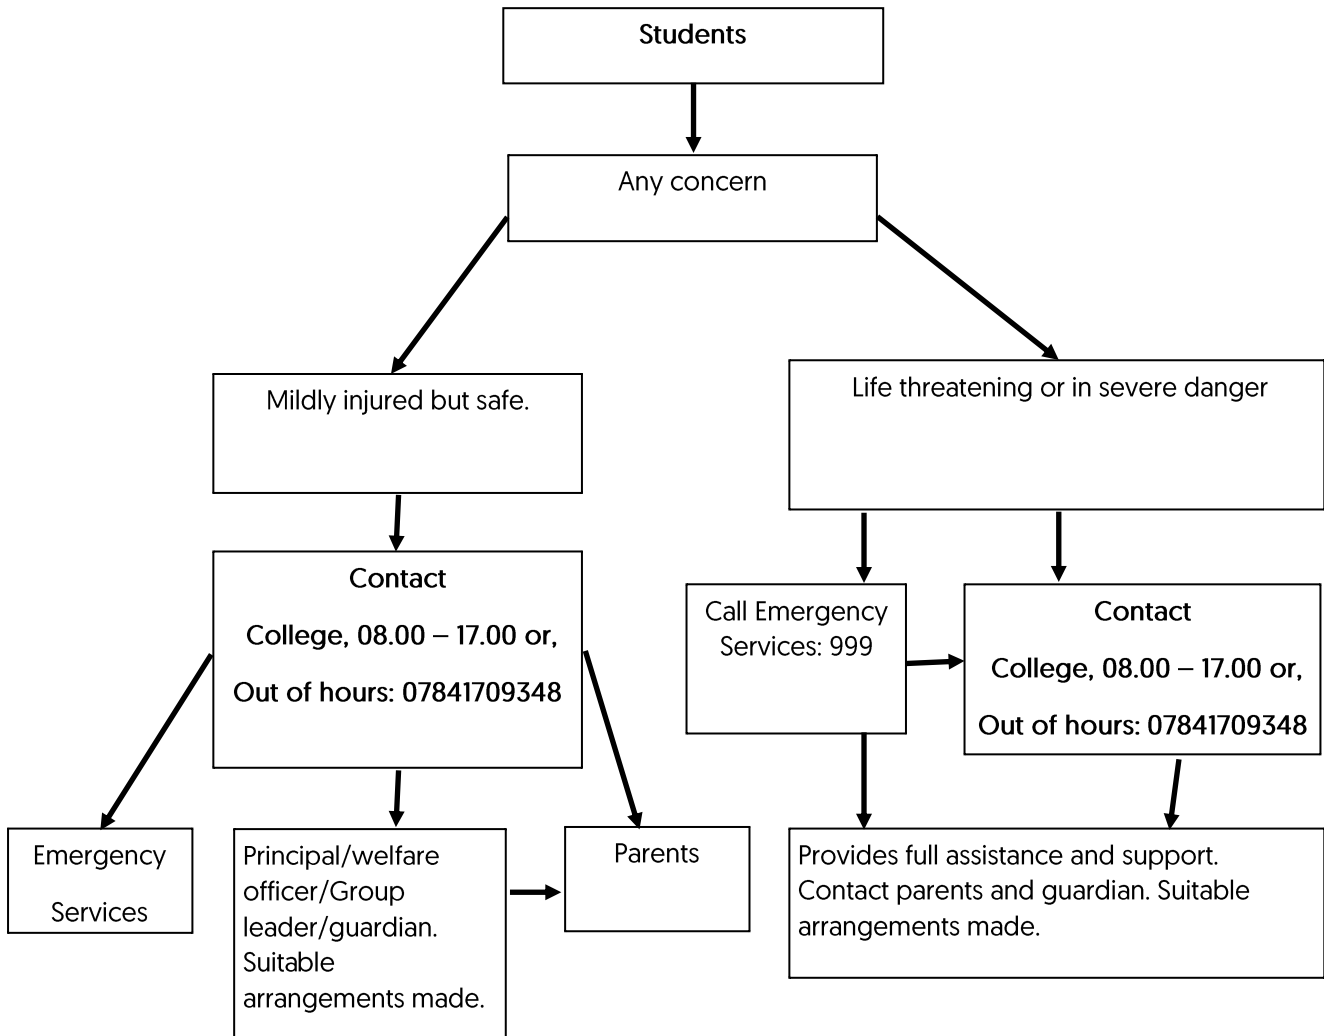 Students
Any concern
Mildly injured but safe.
Life threatening or in severe danger
Contact
College, 08.00 – 17.00 or,
Out of hours: 07841709348
Call Emergency
Services: 999
Contact
College, 08.00 – 17.00 or,
Out of hours: 07841709348
Emergency
Services
Principal/welfare
officer/Group
leader/guardian.
Suitable
arrangements made.
Parents
Provides full assistance and support.
Contact parents and guardian. Suitable
arrangements made.